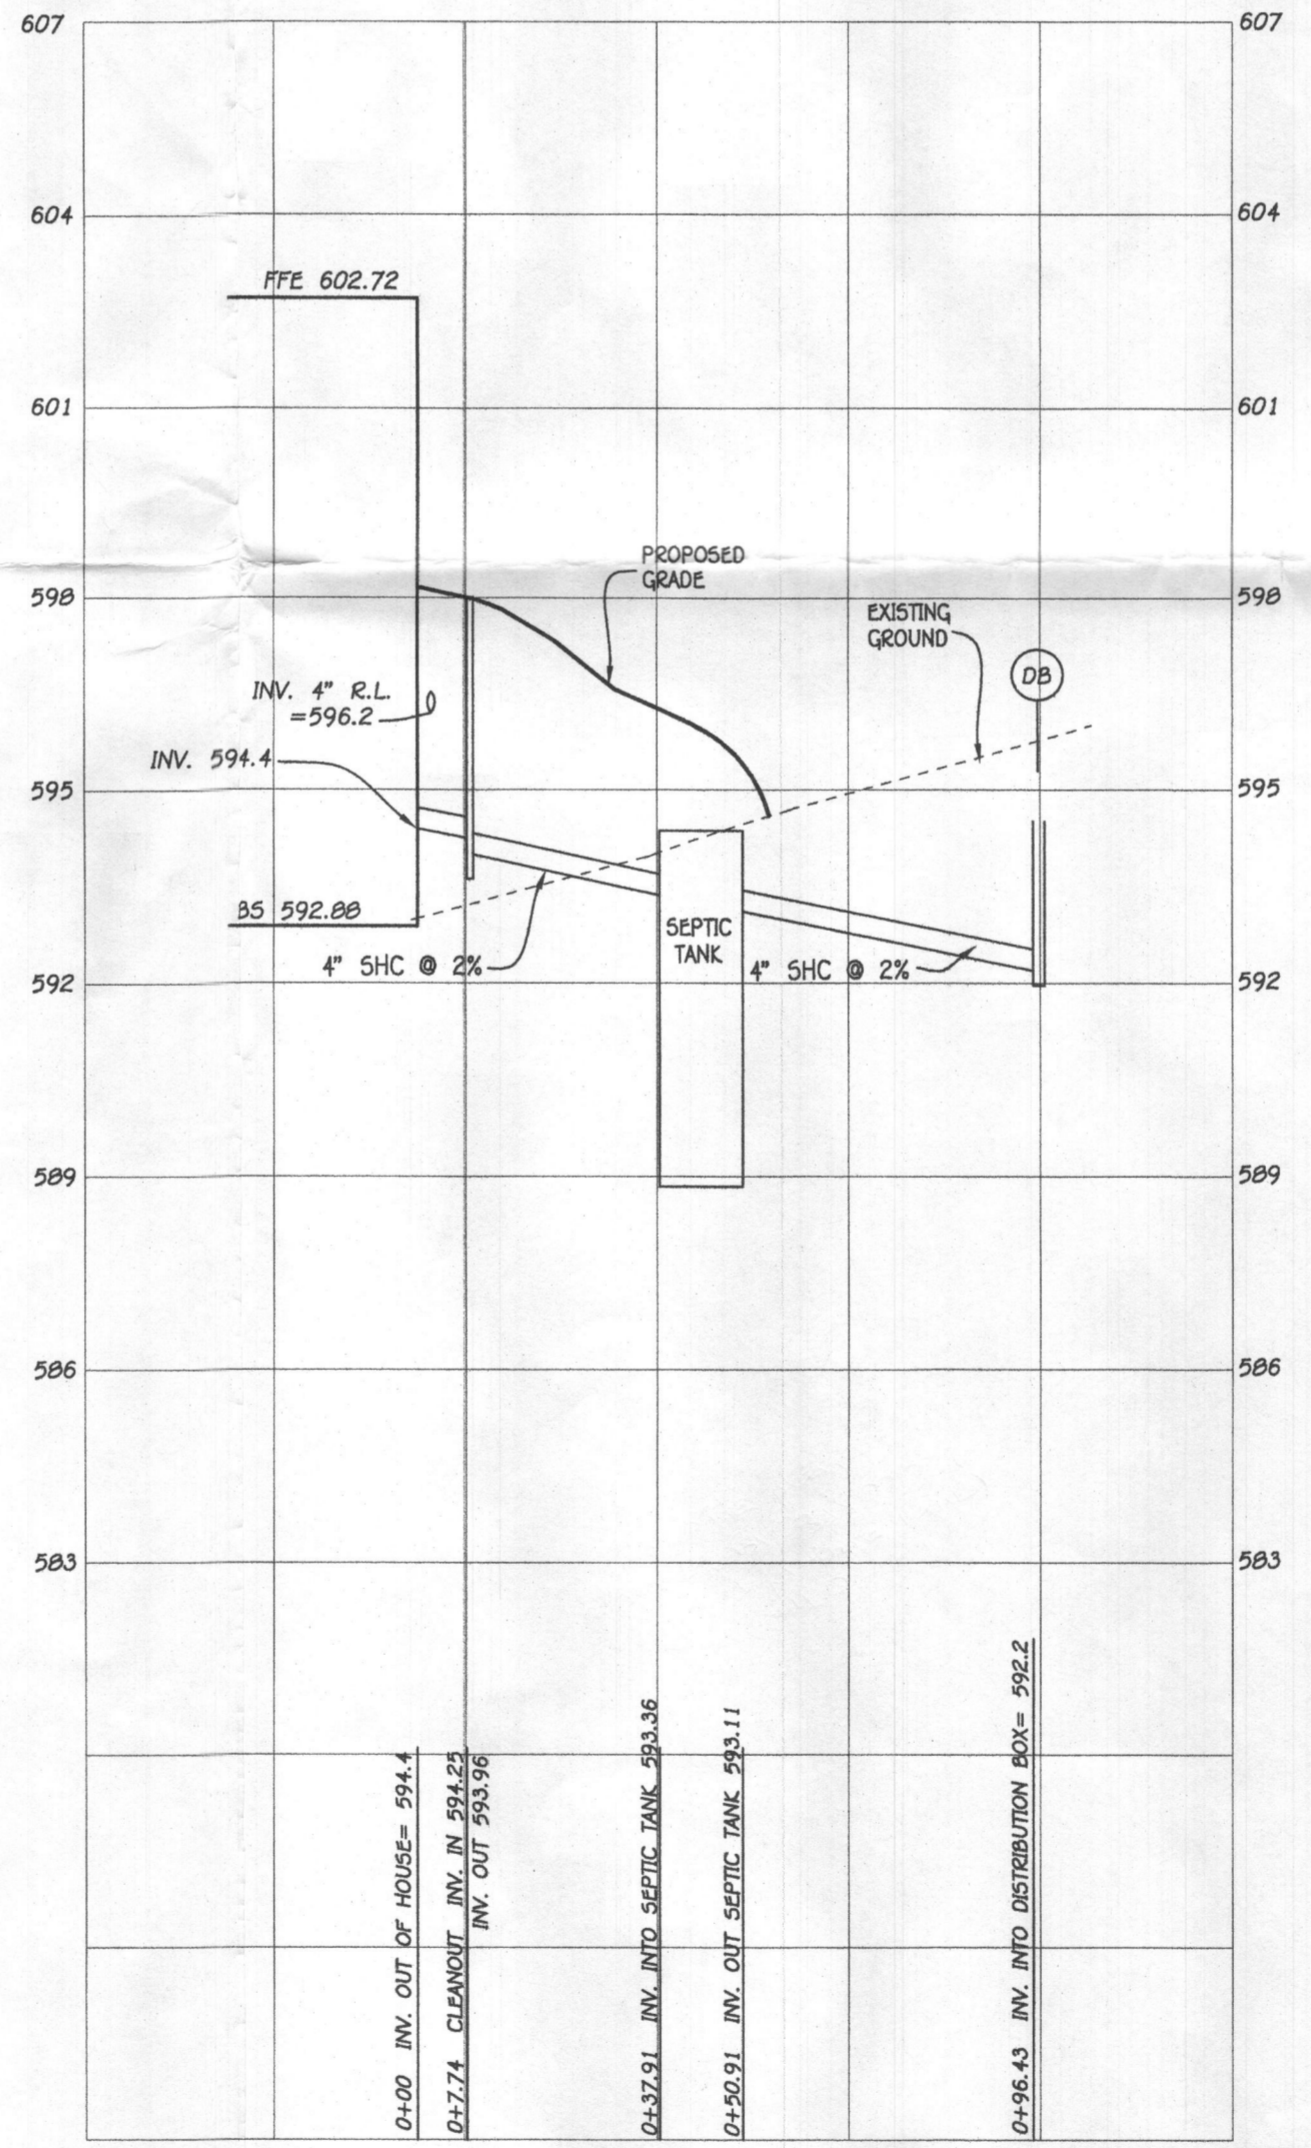 607
607
604
604
FFE 602.72
601
601
PROPOSED
GRADE
598
598
EXISTING
GROUND
DB
INV. 4" R.L.
=596.2
INV. 594.4
595
595
BS 592.88
SEPTIC
TANK
4" SHC @ 2%
4" SHC @ 2%
592
592
589
589
586
586
583
583
0+00 INV. OUT OF HOUSE= 594.4
0+7.74 CLEANOUT INV. IN 594.25
INV. OUT 593.96
0+37.91 INV. INTO SEPTIC TANK 593.36
0+50.91 INV. OUT SEPTIC TANK 593.11
0+96.43 INV. INTO DISTRIBUTION BOX= 592.2